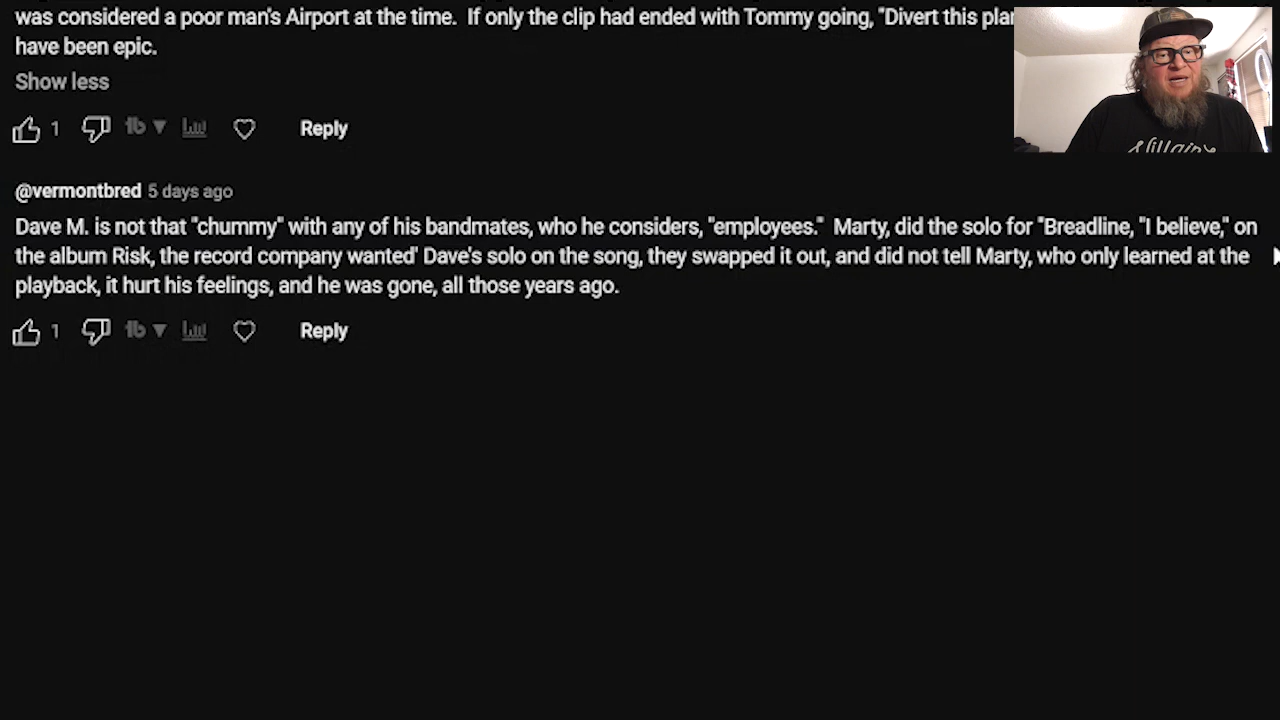 was considered a poor man's Airport at the time.  If only the clip had ended with Tommy going, "Divert this
have been epic.
Show less
1
Reply
@vermontbred 5 days ago
Dave M. is not that "chummy" with any of his bandmates, who he considers, "employees."  Marty, did the solo for "Breadline, "I believe," on
the album Risk, the record company wanted' Dave's solo on the song, they swapped it out, and did not tell Marty, who only learned at the
playback, it hurt his feelings, and he was gone, all those years ago.
1
Reply